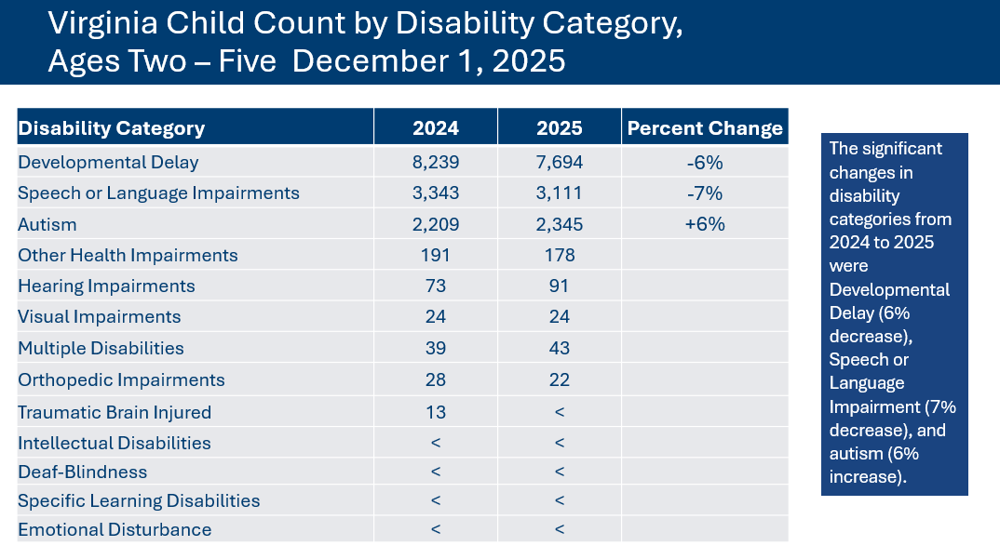 Virginia Child Count by Disability Category,
Ages Two – Five  December 1, 2025
Disability Category 2024 2025 Percent Change
Developmental Delay 8,239 7,694 -6%
Speech or Language Impairments 3,343 3,111 -7%
Autism 2,209 2,345 +6%
Other Health Impairments 191 178
Hearing Impairments 73 91
Visual Impairments 24 24
Multiple Disabilities 39 43
Orthopedic Impairments 28 22
Traumatic Brain Injured 13 <
Intellectual Disabilities < <
Deaf-Blindness < <
Specific Learning Disabilities < <
Emotional Disturbance < <
The significant
changes in
disability
categories from
2024 to 2025
were
Developmental
Delay (6%
decrease),
Speech or
Language
Impairment (7%
decrease), and
autism (6%
increase).